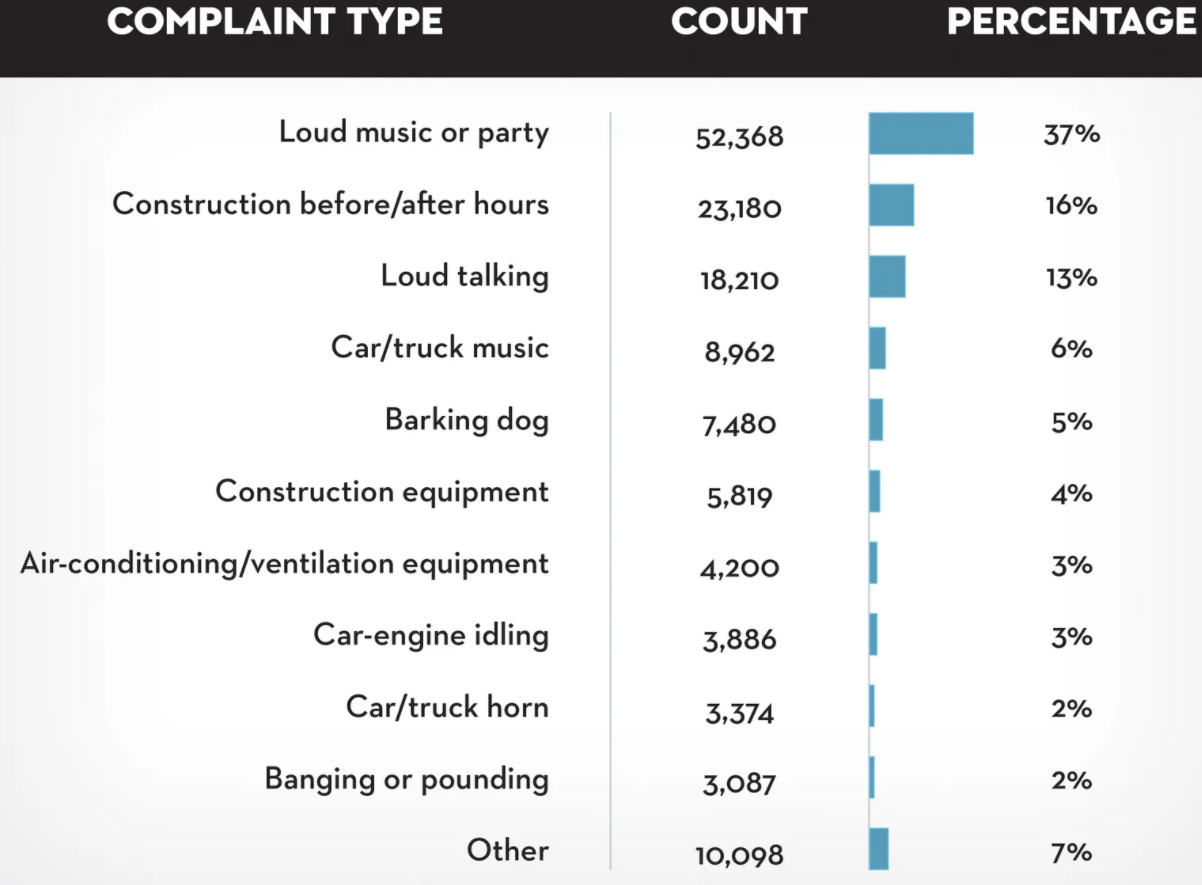 COMPLAINT TYPE COUNT PERCENTAGE
Loud music or party 52,368 37%
Construction before/after hours 23,180 16%
Loud talking 18,210 13%
Car/truck music 8,962 6%
Barking dog 7,480 5%
Construction equipment 5,819 4%
Air-conditioning/ventilation equipment 4,200 3%
Car-engine idling 3,886 3%
Car/truck horn 3,374 2%
Banging or pounding 3,087 2%
Other 10,098 7%